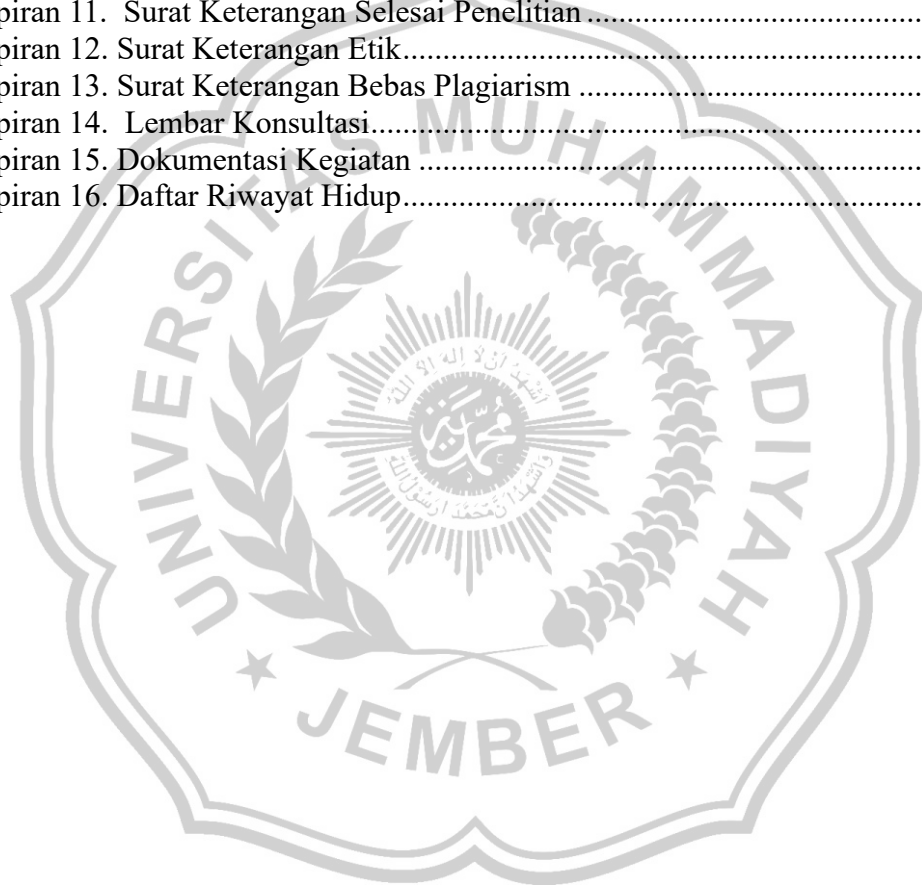 piran 11.  Surat Keterangan Selesai Penelitian ........................................
piran 12. Surat Keterangan Etik................................................................
piran 13. Surat Keterangan Bebas Plagiarism .........................................
piran 14.  Lembar Konsultasi....................................................................
piran 15. Dokumentasi Kegiatan ..............................................................
piran 16. Daftar Riwayat Hidup................................................................
UNIVERSITAS MUHAMMADIYAH
JEMBER